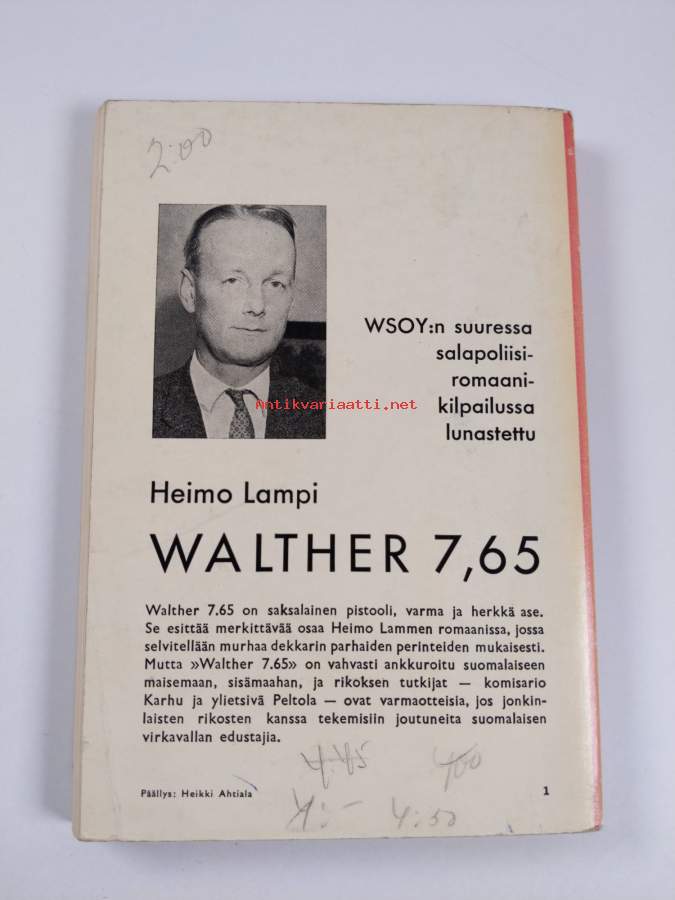 2:00
WSOY:n suuressa
salapoliisi-
romaani-
kilpailussa
lunastettu
Antikvariaatti.net
Heimo Lampi
WALTHER 7,65
Walther 7.65 on saksalainen pistooli, varma ja herkkä ase.
Se esittää merkittävää osaa Heimo Lammen romaanissa, jossa
selvitellään murhaa dekkarin parhaiden perinteiden mukaisesti.
Mutta »Walther 7.65» on vahvasti ankkuroitu suomalaiseen
maisemaan, sisämaahan, ja rikoksen tutkijat — komisario
Karhu ja ylietsivä Peltola — ovat varmaotteisia, jos jonkin-
laisten rikosten kanssa tekemisiin joutuneita suomalaisen
virkavallan edustajia.
4:50
Päällys: Heikki Ahtiala
1